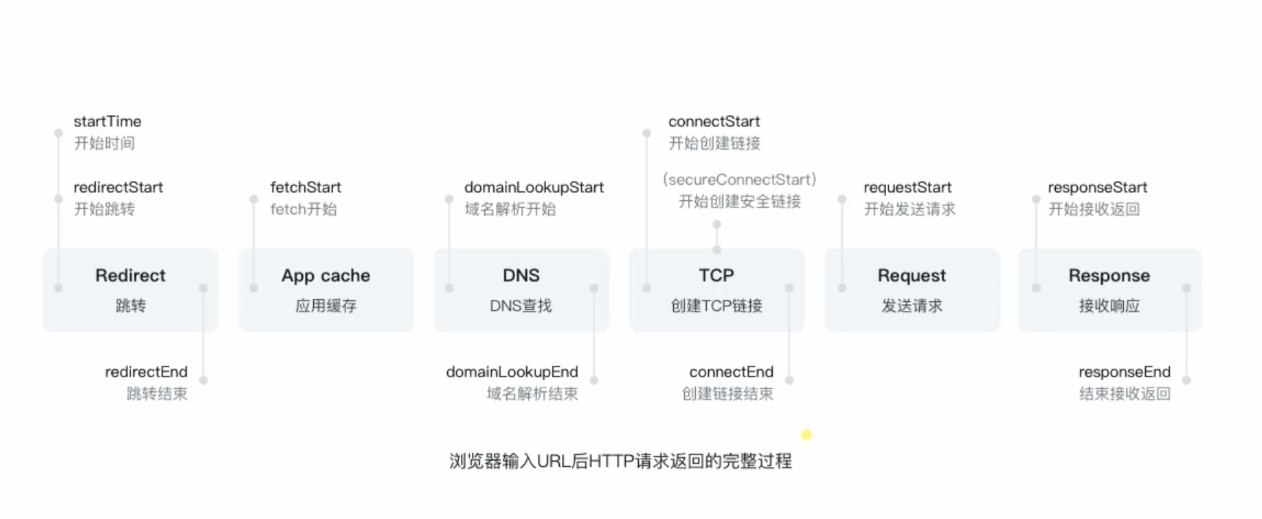 startTime
开始时间
redirectStart
开始跳转
Redirect
跳转
redirectEnd
跳转结束
fetchStart
fetch开始
App cache
应用缓存
domainLookupStart
域名解析开始
DNS
DNS查找
domainLookupEnd
域名解析结束
connectStart
开始创建链接
(secureConnectStart)
开始创建安全链接
TCP
创建TCP链接
connectEnd
创建链接结束
requestStart
开始发送请求
Request
发送请求
responseStart
开始接收返回
Response
接收响应
responseEnd
结束接收返回
浏览器输入URL后HTTP请求返回的完整过程